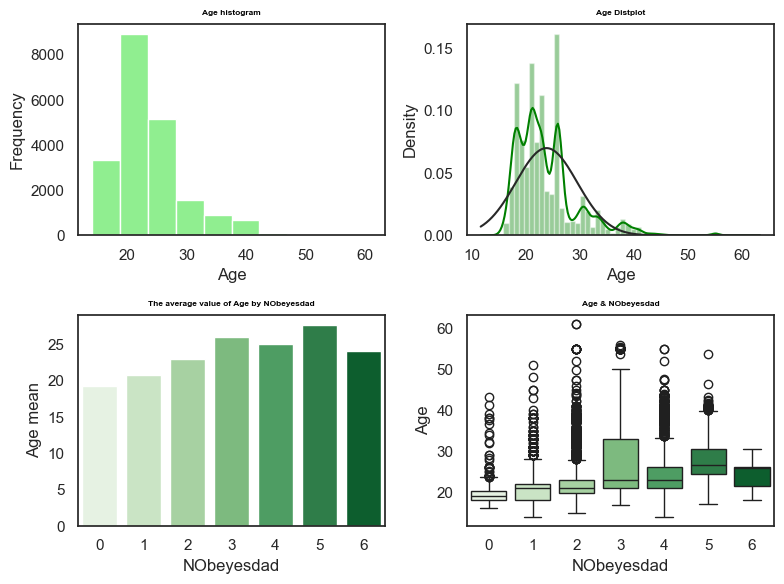 Age histogram
8000
6000
4000
2000
0
Frequency
20 30 40 50 60
Age
Age Distplot
0.15
0.10
0.05
0.00
Density
10 20 30 40 50 60
Age
The average value of Age by NObeyesdad
25
20
15
10
5
0
Age mean
0 1 2 3 4 5 6
NObeyesdad
Age & NObeyesdad
60
50
40
30
20
Age
0 1 2 3 4 5 6
NObeyesdad